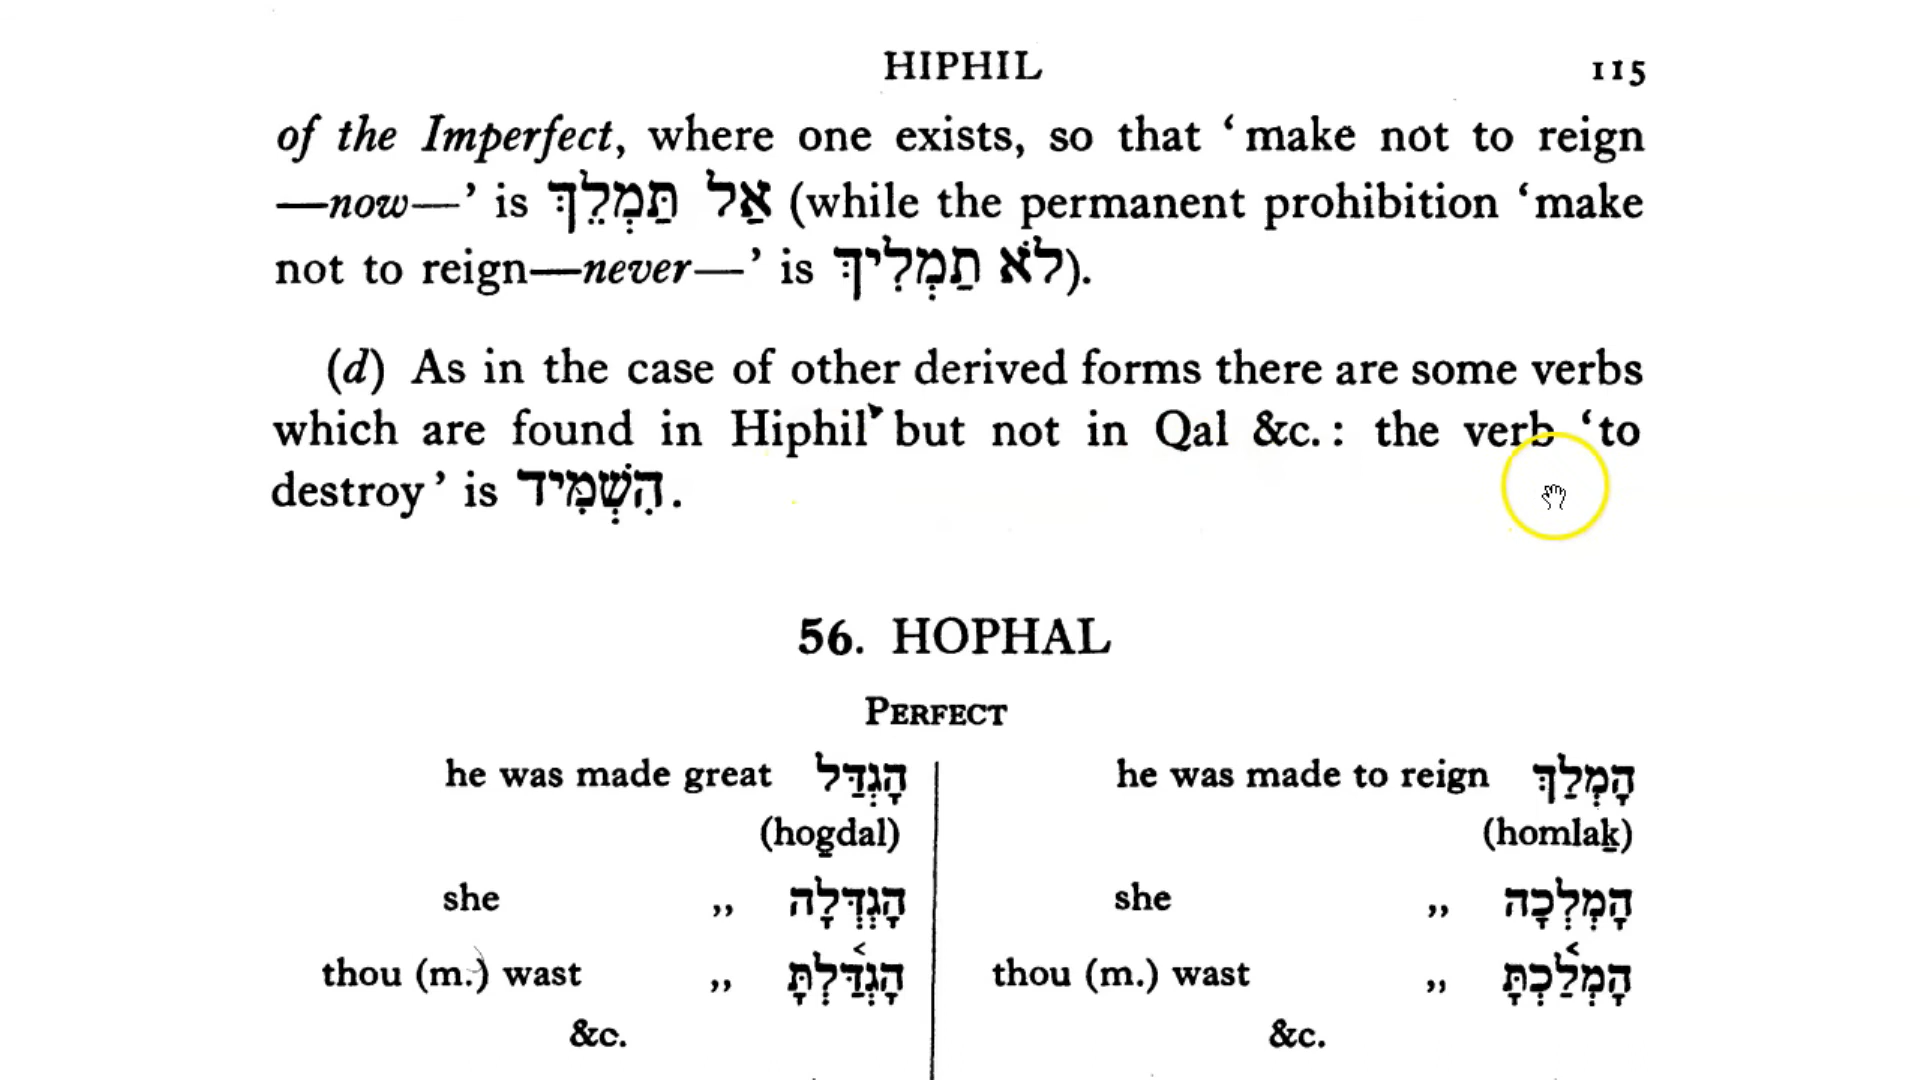 HIPHIL 115
of the Imperfect, where one exists, so that ‘make not to reign
—now—’ is אַל תַּמְלֵךְ (while the permanent prohibition ‘make
not to reign—never—’ is לֹא תַמְלִיךְ).
(d) As in the case of other derived forms there are some verbs
which are found in Hiphil but not in Qal &c.: the verb ‘to
destroy’ is הִשְׁמִיד.
56. HOPHAL
PERFECT
he was made great הָגְדַּל
(hog̱dal)
she ,, הָגְדְּלָה
thou (m.) wast ,, הָגְדַּ֫לְתָּ
&c.
he was made to reign הָמְלַךְ
(homlaḵ)
she ,, הָמְלְכָה
thou (m.) wast ,, הָמְלַ֫כְתָּ
&c.